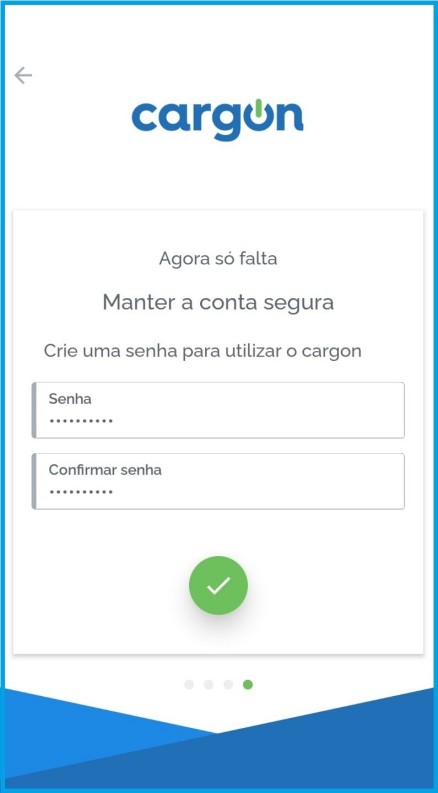 cargon
Agora só falta
Manter a conta segura
Crie uma senha para utilizar o cargon
Senha
••••••••••
Confirmar senha
••••••••••